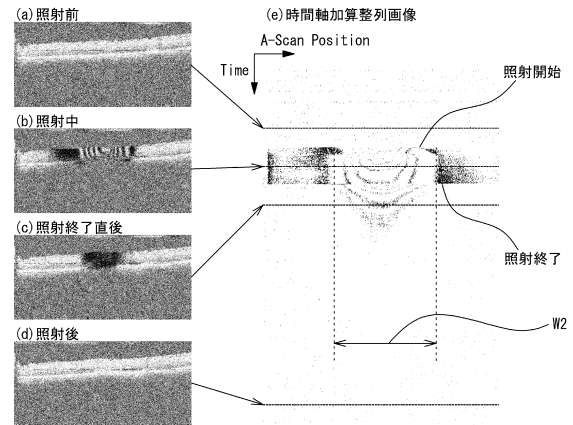 (a)照射前
(e)時間軸加算整列画像
A-Scan Position
Time
照射開始
(b)照射中
(c)照射終了直後
照射終了
(d)照射後
W2